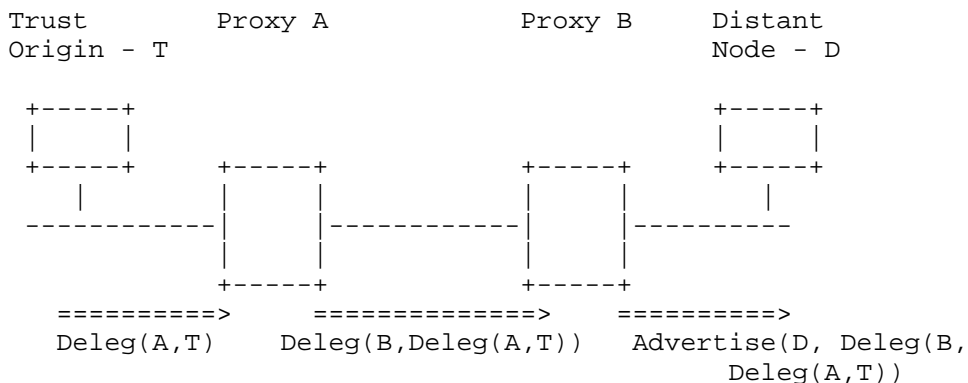 Trust Proxy A Proxy B Distant
Origin - T Node - D
Deleg(A,T) Deleg(B,Deleg(A,T)) Advertise(D, Deleg(B,
Deleg(A,T))